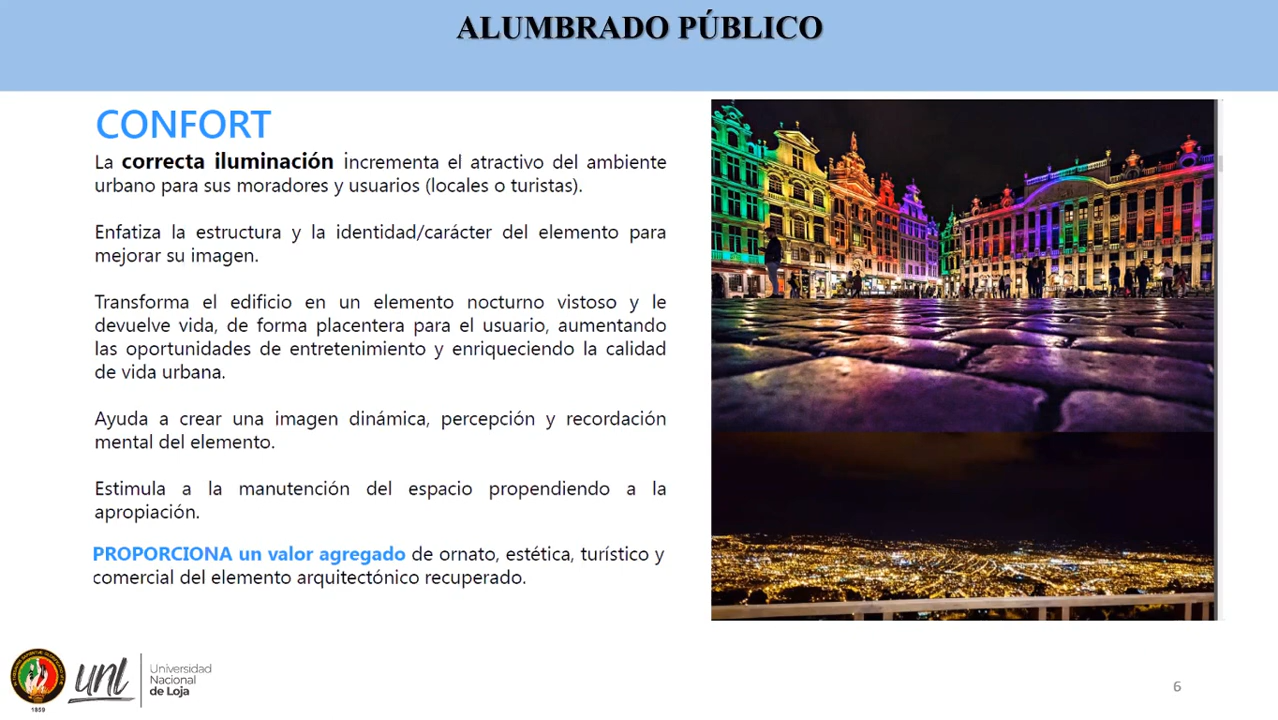 ALUMBRADO PÚBLICO
CONFORT
La correcta iluminación incrementa el atractivo del ambiente
urbano para sus moradores y usuarios (locales o turistas).
Enfatiza la estructura y la identidad/carácter del elemento para
mejorar su imagen.
Transforma el edificio en un elemento nocturno vistoso y le
devuelve vida, de forma placentera para el usuario, aumentando
las oportunidades de entretenimiento y enriqueciendo la calidad
de vida urbana.
Ayuda a crear una imagen dinámica, percepción y recordación
mental del elemento.
Estimula a la manutención del espacio propendiendo a la
apropiación.
PROPORCIONA un valor agregado de ornato, estética, turístico y
comercial del elemento arquitectónico recuperado.
1859
unl
Universidad
Nacional
de Loja
6